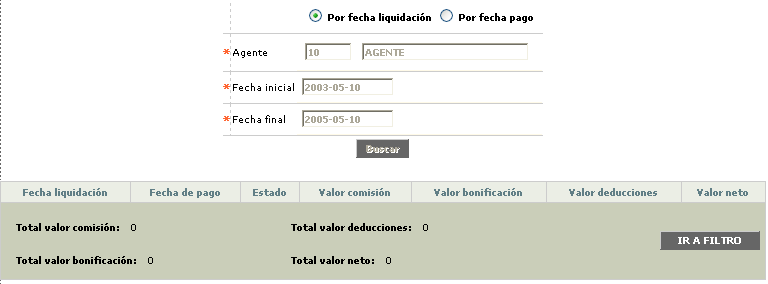 Por fecha liquidación Por fecha pago
* Agente 10 AGENTE
* Fecha inicial 2003-05-10
* Fecha final 2005-05-10
Buscar
Fecha liquidación Fecha de pago Estado Valor comisión Valor bonificación Valor deducciones Valor neto
Total valor comisión: 0 Total valor deducciones: 0
IR A FILTRO
Total valor bonificación: 0 Total valor neto: 0